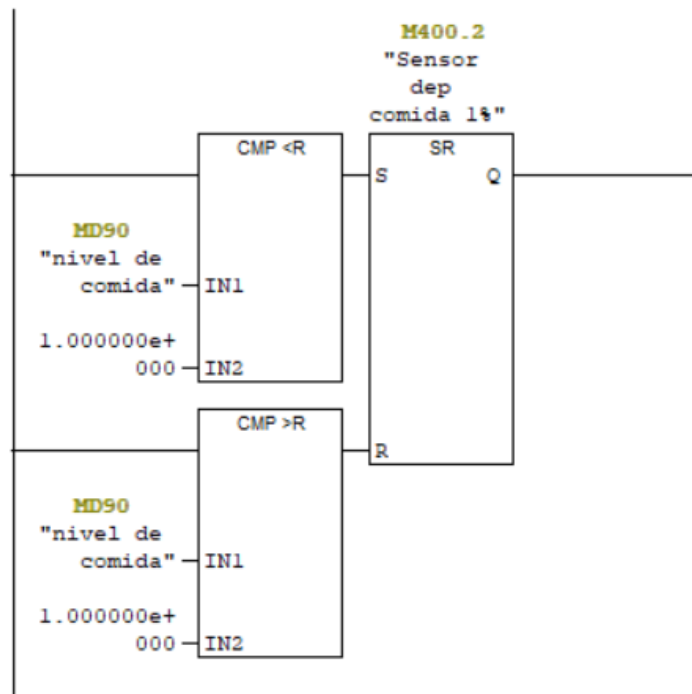 M400.2
"Sensor
dep
comida 1%"
CMP <R
SR
S
Q
MD90
"nivel de
comida"
IN1
1.000000e+
000
IN2
CMP >R
R
MD90
"nivel de
comida"
IN1
1.000000e+
000
IN2